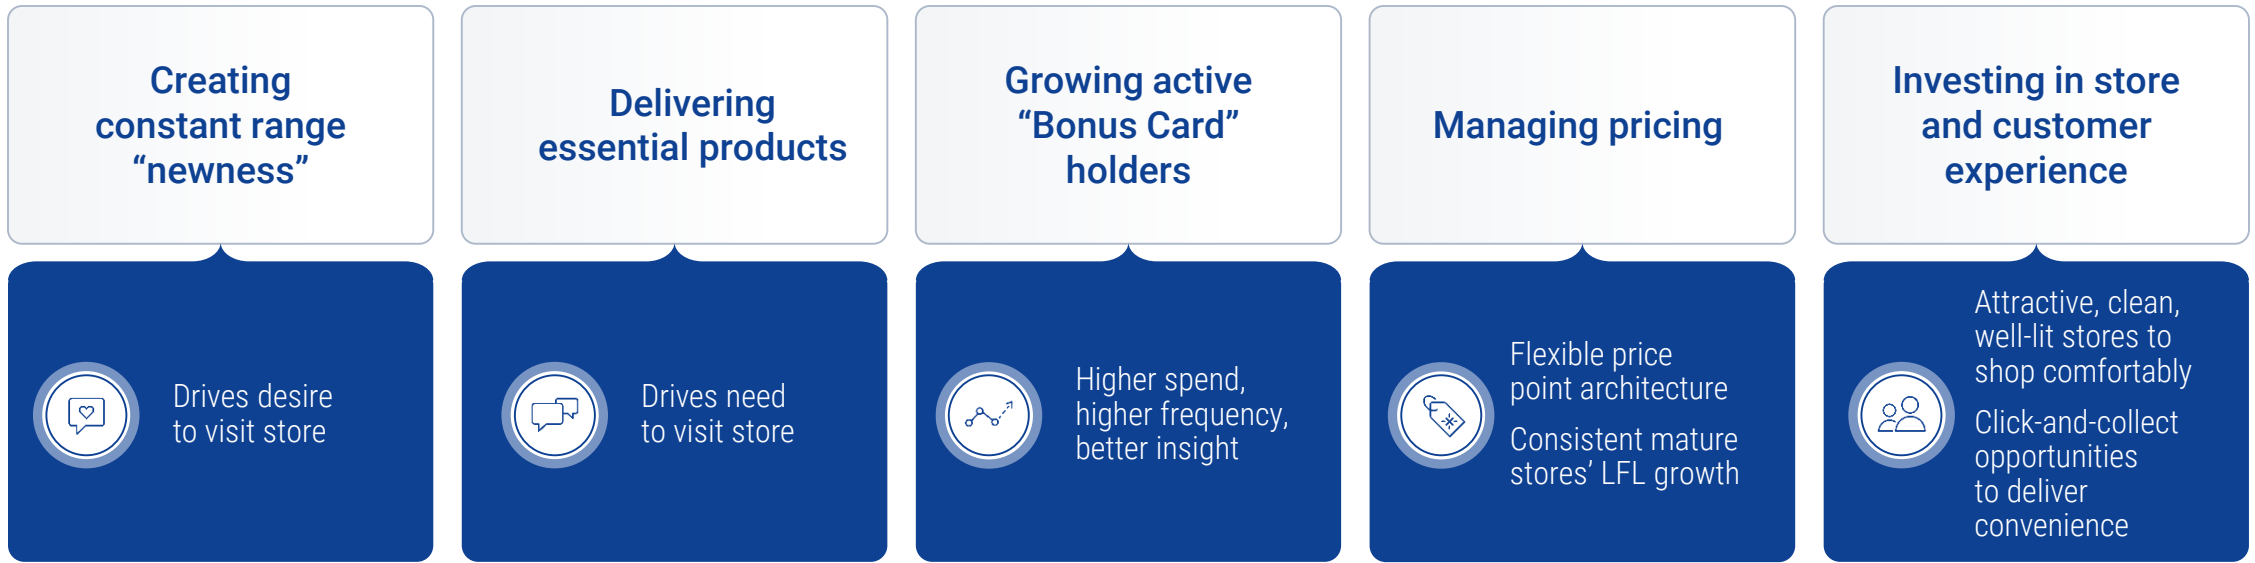 Creating
constant range
“newness”
Drives desire
to visit store
Delivering
essential products
Drives need
to visit store
Growing active
“Bonus Card”
holders
Higher spend,
higher frequency,
better insight
Managing pricing
Flexible price
point architecture
Consistent mature
stores’ LFL growth
Investing in store
and customer
experience
Attractive, clean,
well-lit stores to
shop comfortably
Click-and-collect
opportunities
to deliver
convenience